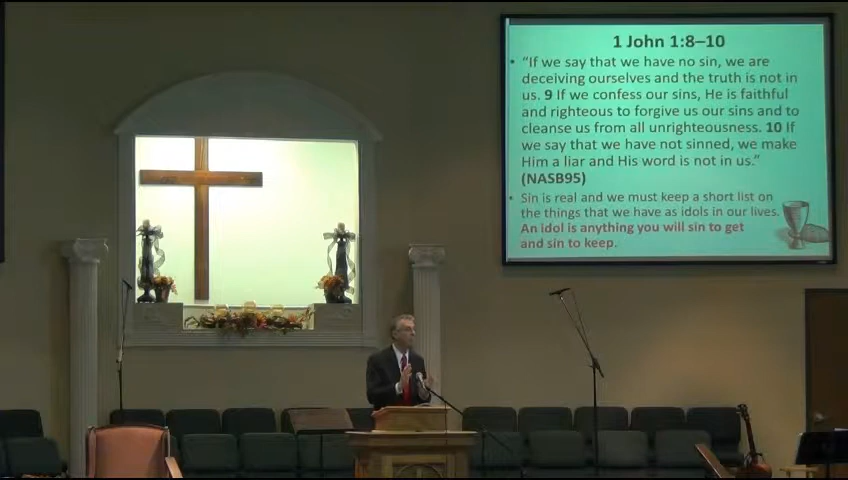 1 John 1:8–10
• “If we say that we have no sin, we are
deceiving ourselves and the truth is not in
us. 9 If we confess our sins, He is faithful
and righteous to forgive us our sins and to
cleanse us from all unrighteousness. 10 If
we say that we have not sinned, we make
Him a liar and His word is not in us.”
(NASB95)
• Sin is real and we must keep a short list on
the things that we have as idols in our lives.
An idol is anything you will sin to get
and sin to keep.